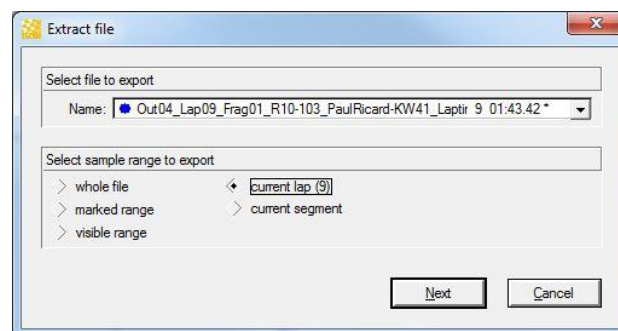 Extract file
Select file to export
Name: Out04_Lap09_Frag01_R10-103_PaulRicard-KW41_Laptir 9 01:43.42 *
Select sample range to export
whole file current lap (9)
marked range current segment
visible range
Next Cancel